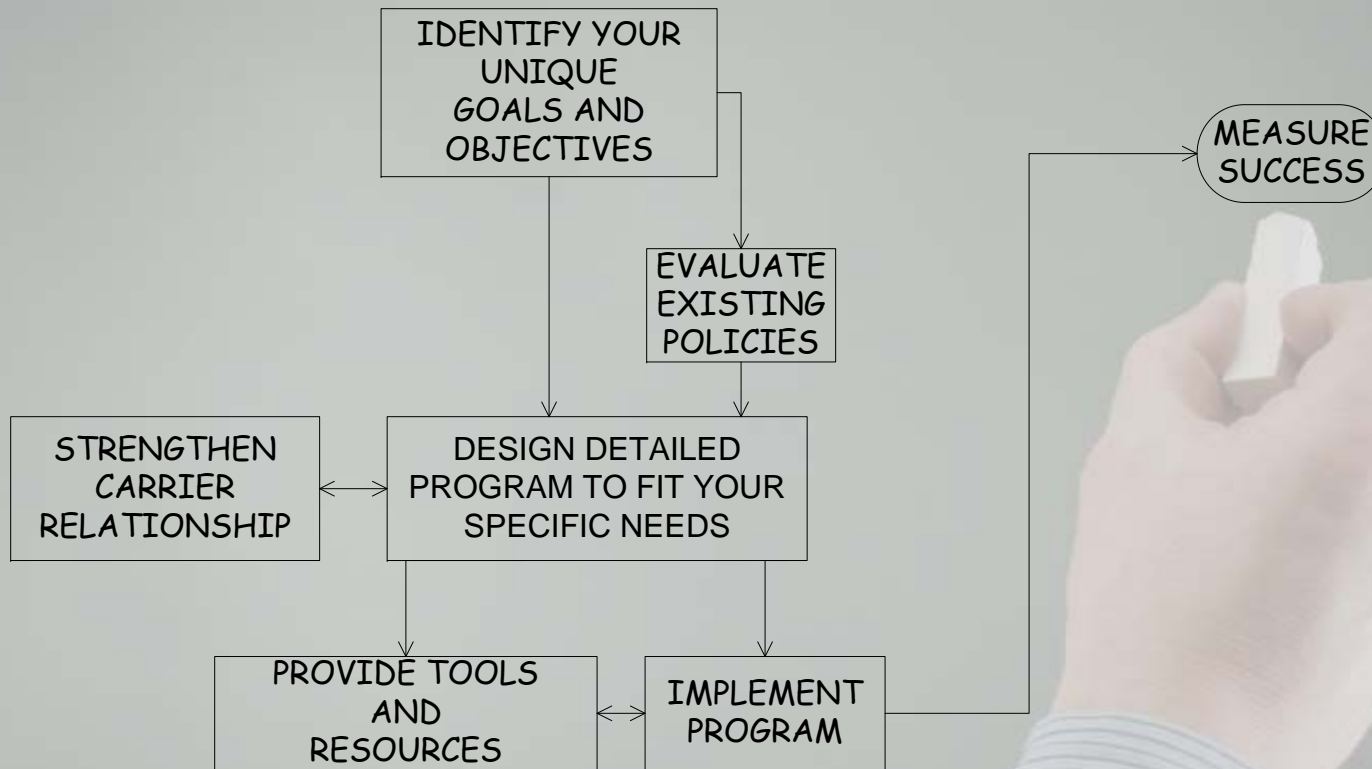 IDENTIFY YOUR
UNIQUE
GOALS AND
OBJECTIVES
MEASURE
SUCCESS
EVALUATE
EXISTING
POLICIES
STRENGTHEN
CARRIER
RELATIONSHIP
DESIGN DETAILED
PROGRAM TO FIT YOUR
SPECIFIC NEEDS
PROVIDE TOOLS
AND
RESOURCES
IMPLEMENT
PROGRAM